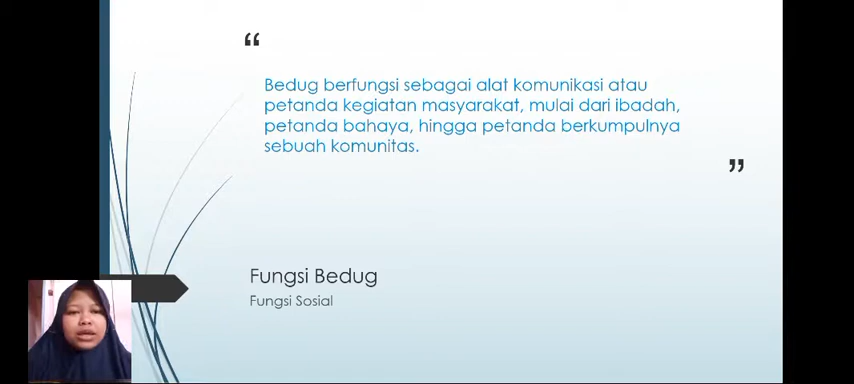 “
Bedug berfungsi sebagai alat komunikasi atau
petanda kegiatan masyarakat, mulai dari ibadah,
petanda bahaya, hingga petanda berkumpulnya
sebuah komunitas.
”
Fungsi Bedug
Fungsi Sosial